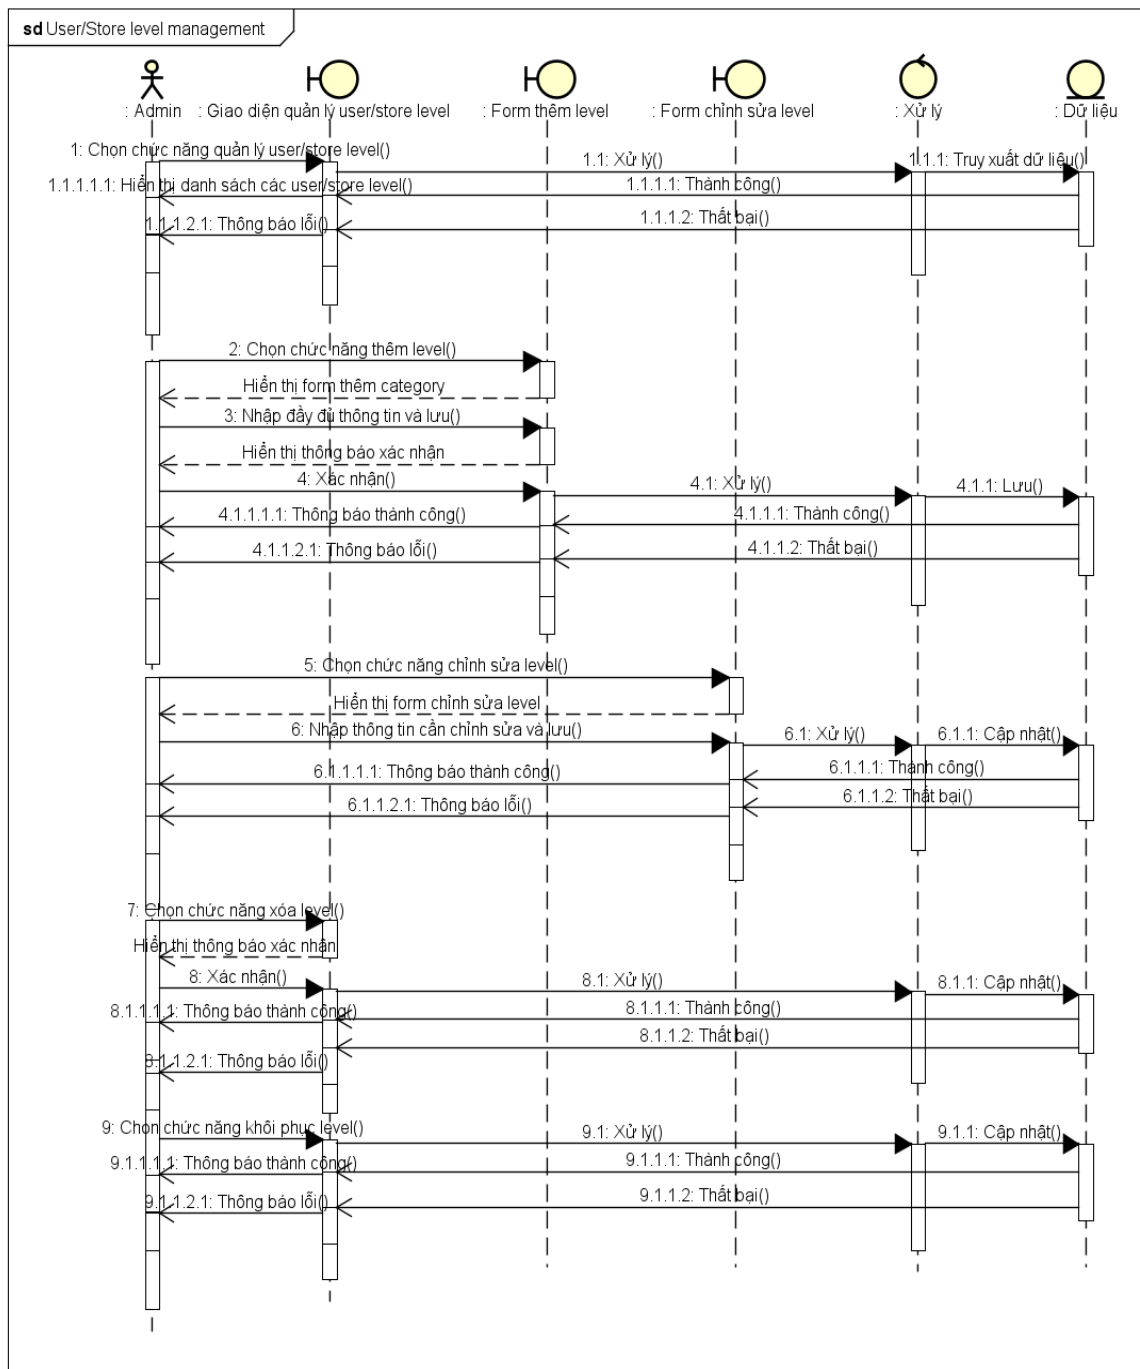 sd User/Store level management
: Admin
: Giao diện quản lý user/store level
: Form thêm level
: Form chỉnh sửa level
: Xử lý
: Dữ liệu
1: Chọn chức năng quản lý user/store level()
1.1: Xử lý()
1.1.1: Truy xuất dữ liệu()
1.1.1.1.1: Hiển thị danh sách các user/store level()
1.1.1.1: Thành công()
1.1.1.2.1: Thông báo lỗi()
1.1.1.2: Thất bại()
2: Chọn chức năng thêm level()
Hiển thị form thêm category
3: Nhập đầy đủ thông tin và lưu()
Hiển thị thông báo xác nhận
4: Xác nhận()
4.1: Xử lý()
4.1.1: Lưu()
4.1.1.1.1: Thông báo thành công()
4.1.1.1: Thành công()
4.1.1.2.1: Thông báo lỗi()
4.1.1.2: Thất bại()
5: Chọn chức năng chỉnh sửa level()
Hiển thị form chỉnh sửa level
6: Nhập thông tin cần chỉnh sửa và lưu()
6.1: Xử lý()
6.1.1: Cập nhật()
6.1.1.1.1: Thông báo thành công()
6.1.1.1: Thành công()
6.1.1.2.1: Thông báo lỗi()
6.1.1.2: Thất bại()
7: Chọn chức năng xóa level()
Hiển thị thông báo xác nhận
8: Xác nhận()
8.1: Xử lý()
8.1.1: Cập nhật()
8.1.1.1.1: Thông báo thành công()
8.1.1.1: Thành công()
8.1.1.2: Thất bại()
8.1.1.2.1: Thông báo lỗi()
9: Chọn chức năng khôi phục level()
9.1: Xử lý()
9.1.1: Cập nhật()
9.1.1.1.1: Thông báo thành công()
9.1.1.1: Thành công()
9.1.1.2.1: Thông báo lỗi()
9.1.1.2: Thất bại()